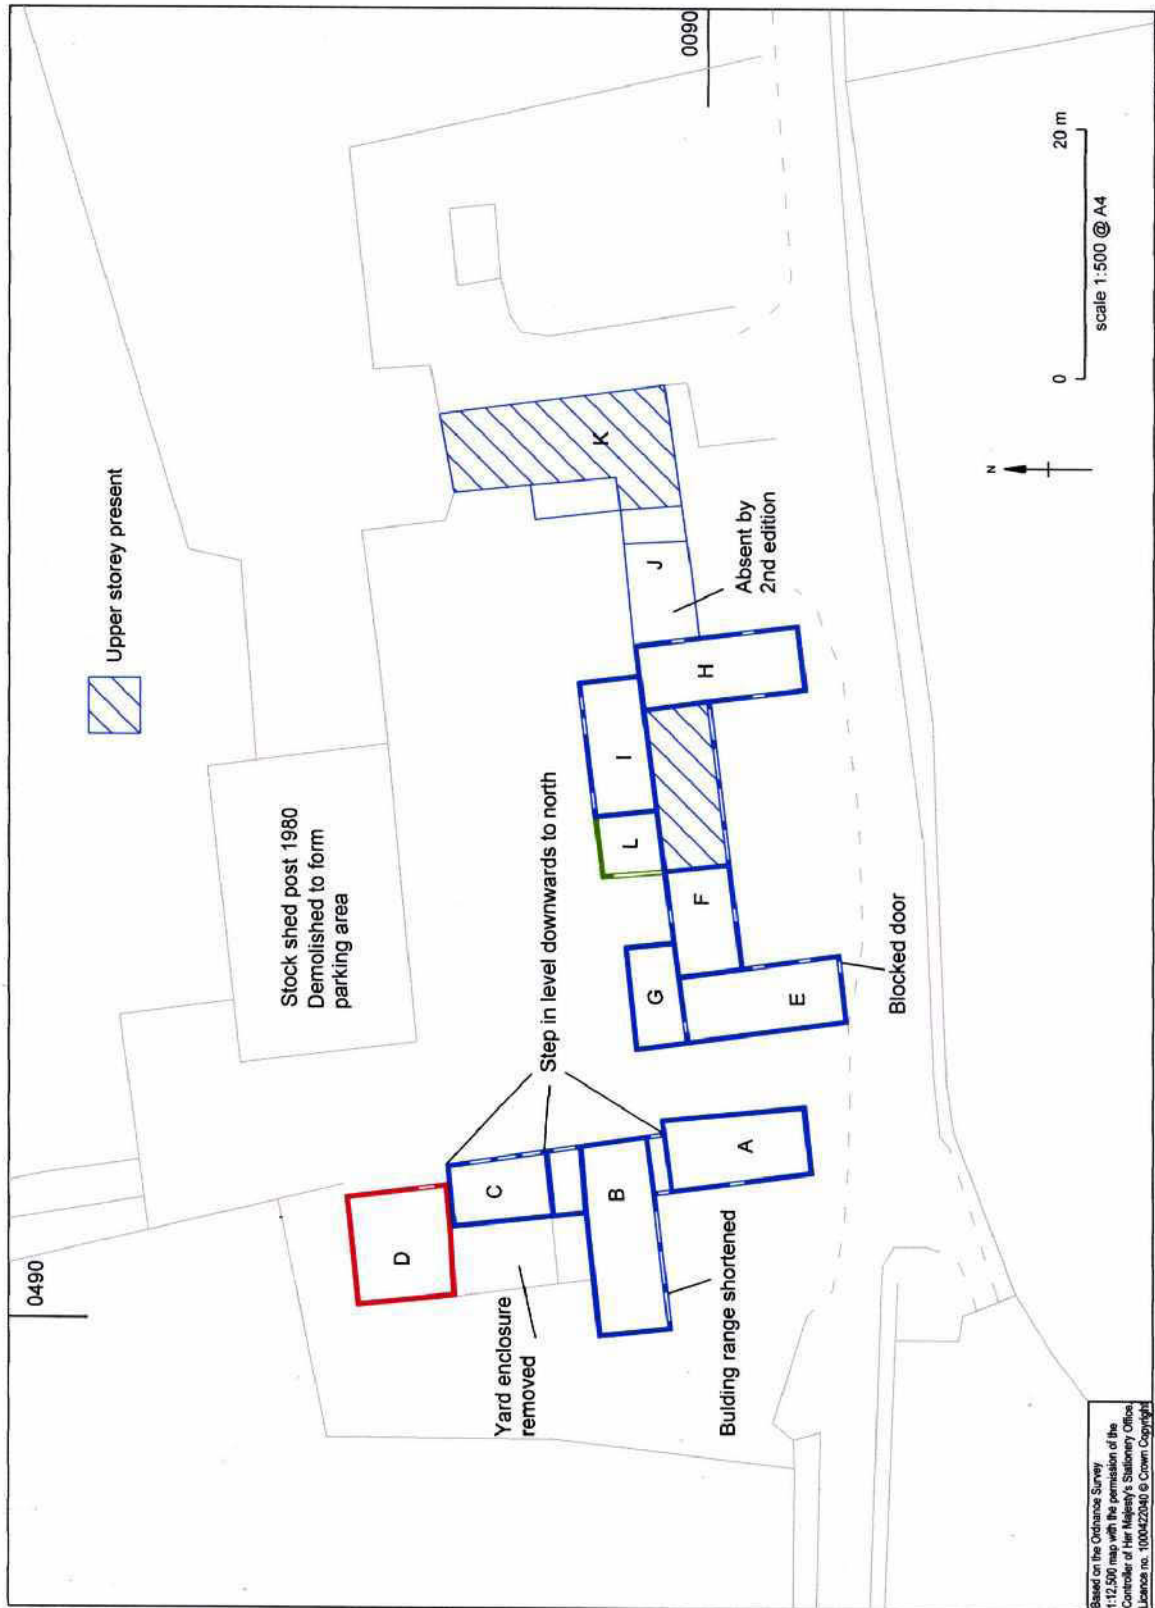 0490
0090
Upper storey present
Stock shed post 1980
Demolished to form
parking area
Step in level downwards to north
D
C
B
A
Yard enclosure
removed
Bulding range shortened
G
E
F
L
I
H
J
K
Blocked door
Absent by
2nd edition
N
0
20 m
scale 1:500 @ A4
Based on the Ordnance Survey
1:12,500 map with the permission of the
Controller of Her Majesty's Stationery Office.
Licence no. 1000422040 © Crown Copyright